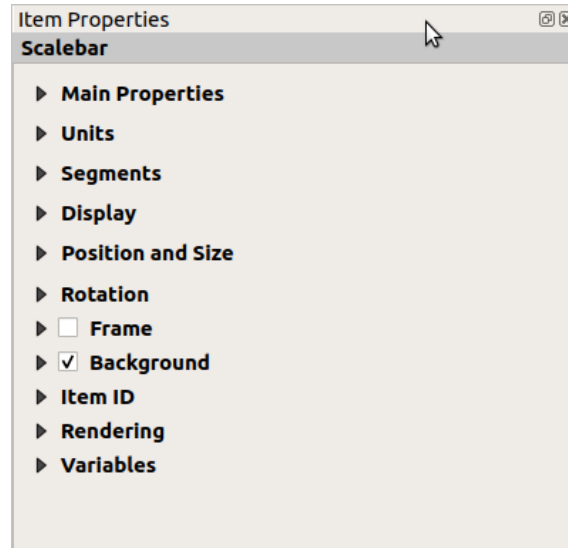 Item Properties
Scalebar
Main Properties
Units
Segments
Display
Position and Size
Rotation
Frame
Background
Item ID
Rendering
Variables